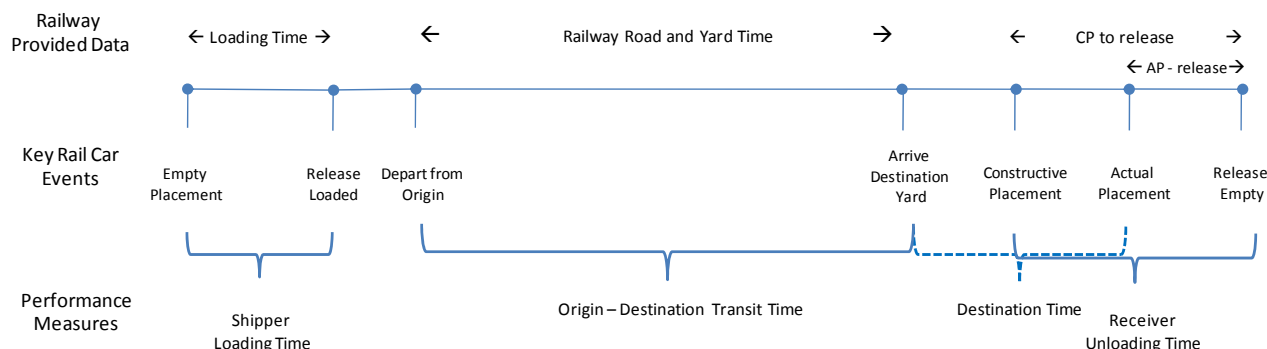 Railway
Provided Data
← Loading Time →
← Railway Road and Yard Time →
← CP to release →
← AP - release →
Key Rail Car
Events
Empty
Placement
Release
Loaded
Depart from
Origin
Arrive
Destination
Yard
Constructive
Placement
Actual
Placement
Release
Empty
Performance
Measures
Shipper
Loading Time
Origin – Destination Transit Time
Destination Time
Receiver
Unloading Time